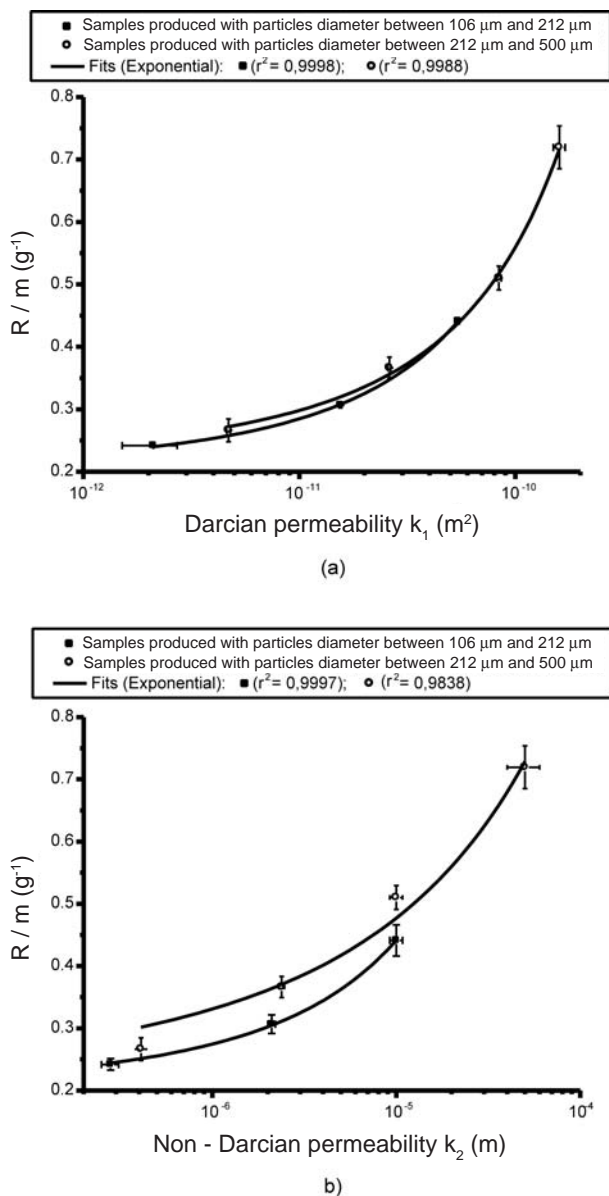 Samples produced with particles diameter between 106 μm and 212 μm
Samples produced with particles diameter between 212 μm and 500 μm
Fits (Exponential): (r² = 0,9998); (r² = 0,9988)
0.8
0.7
0.6
0.5
0.4
0.3
0.2
R / m (g⁻¹)
10⁻¹² 10⁻¹¹ 10⁻¹⁰
Darcian permeability k₁ (m²)
(a)
Samples produced with particles diameter between 106 μm and 212 μm
Samples produced with particles diameter between 212 μm and 500 μm
Fits (Exponential): (r² = 0,9997); (r² = 0,9838)
0.8
0.7
0.6
0.5
0.4
0.3
0.2
R / m (g⁻¹)
10⁻⁶ 10⁻⁵ 10⁻⁴
Non - Darcian permeability k₂ (m)
b)